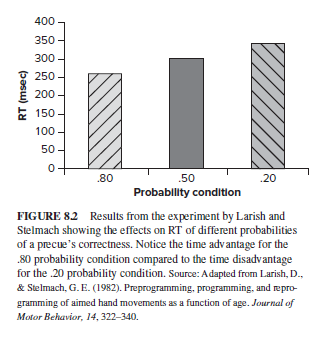 400
350
300
250
200
150
100
50
0
RT (msec)
.80 .50 .20
Probability condition
FIGURE 8.2 Results from the experiment by Larish and
Stelmach showing the effects on RT of different probabilities
of a precue's correctness. Notice the time advantage for the
.80 probability condition compared to the time disadvantage
for the .20 probability condition. Source: Adapted from Larish, D.,
& Stelmach, G. E. (1982). Preprogramming, programming, and repro-
gramming of aimed hand movements as a function of age. Journal of
Motor Behavior, 14, 322–340.